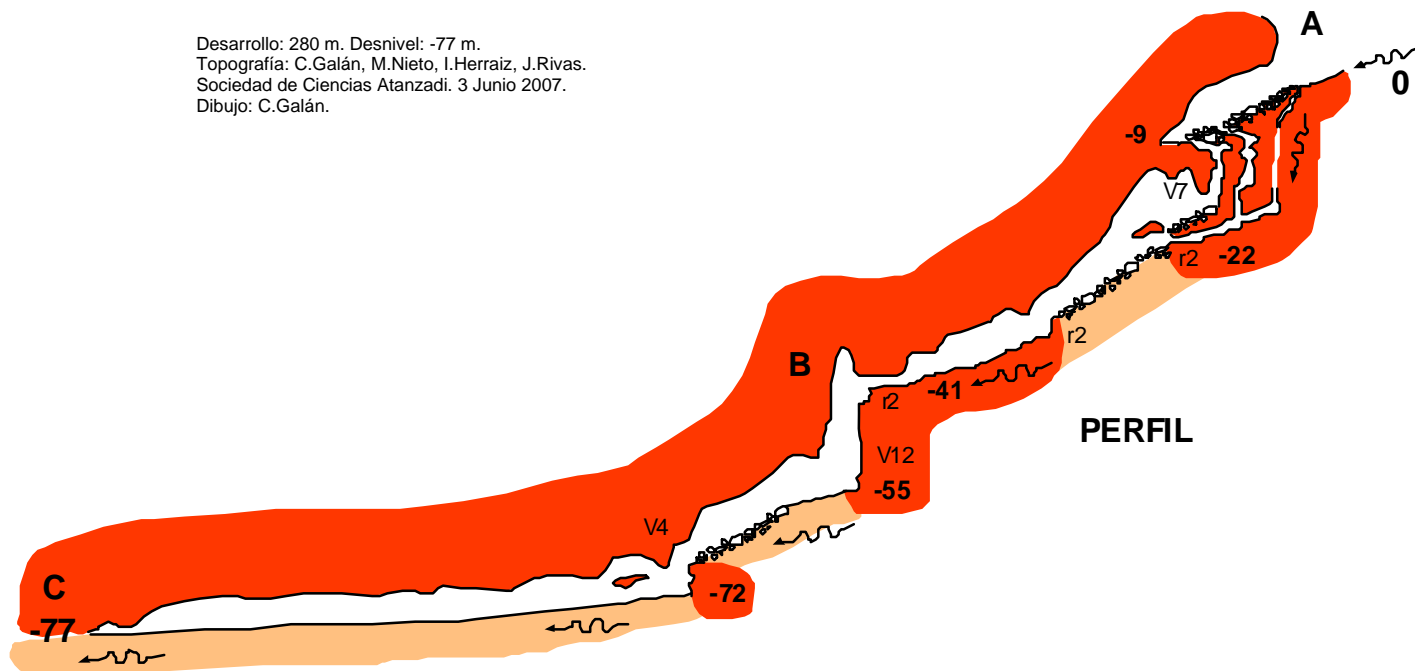 Desarrollo: 280 m. Desnivel: -77 m.
Topografía: C.Galán, M.Nieto, I.Herraiz, J.Rivas.
Sociedad de Ciencias Atanzadi. 3 Junio 2007.
Dibujo: C.Galán.
A
0
-9
V7
r2 -22
r2
B
r2 -41
PERFIL
V12
-55
V4
C
-72
-77